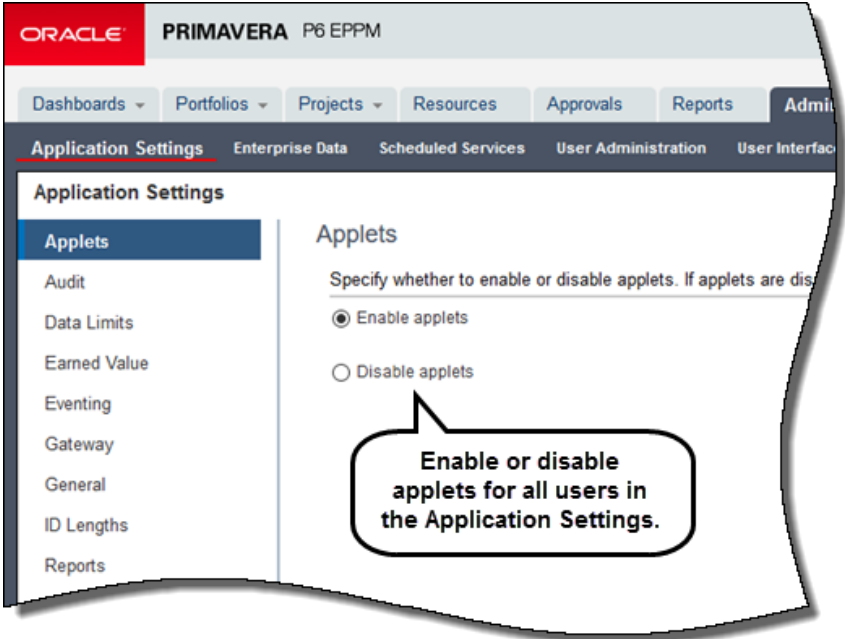 ORACLE PRIMAVERA P6 EPPM
Dashboards Portfolios Projects Resources Approvals Reports
Application Settings Enterprise Data Scheduled Services User Administration User
Application Settings
Applets
Audit
Data Limits
Earned Value
Eventing
Gateway
General
ID Lengths
Reports
Applets
Specify whether to enable or disable applets. If applets are
Enable applets
Disable applets
Enable or disable
applets for all users in
the Application Settings.